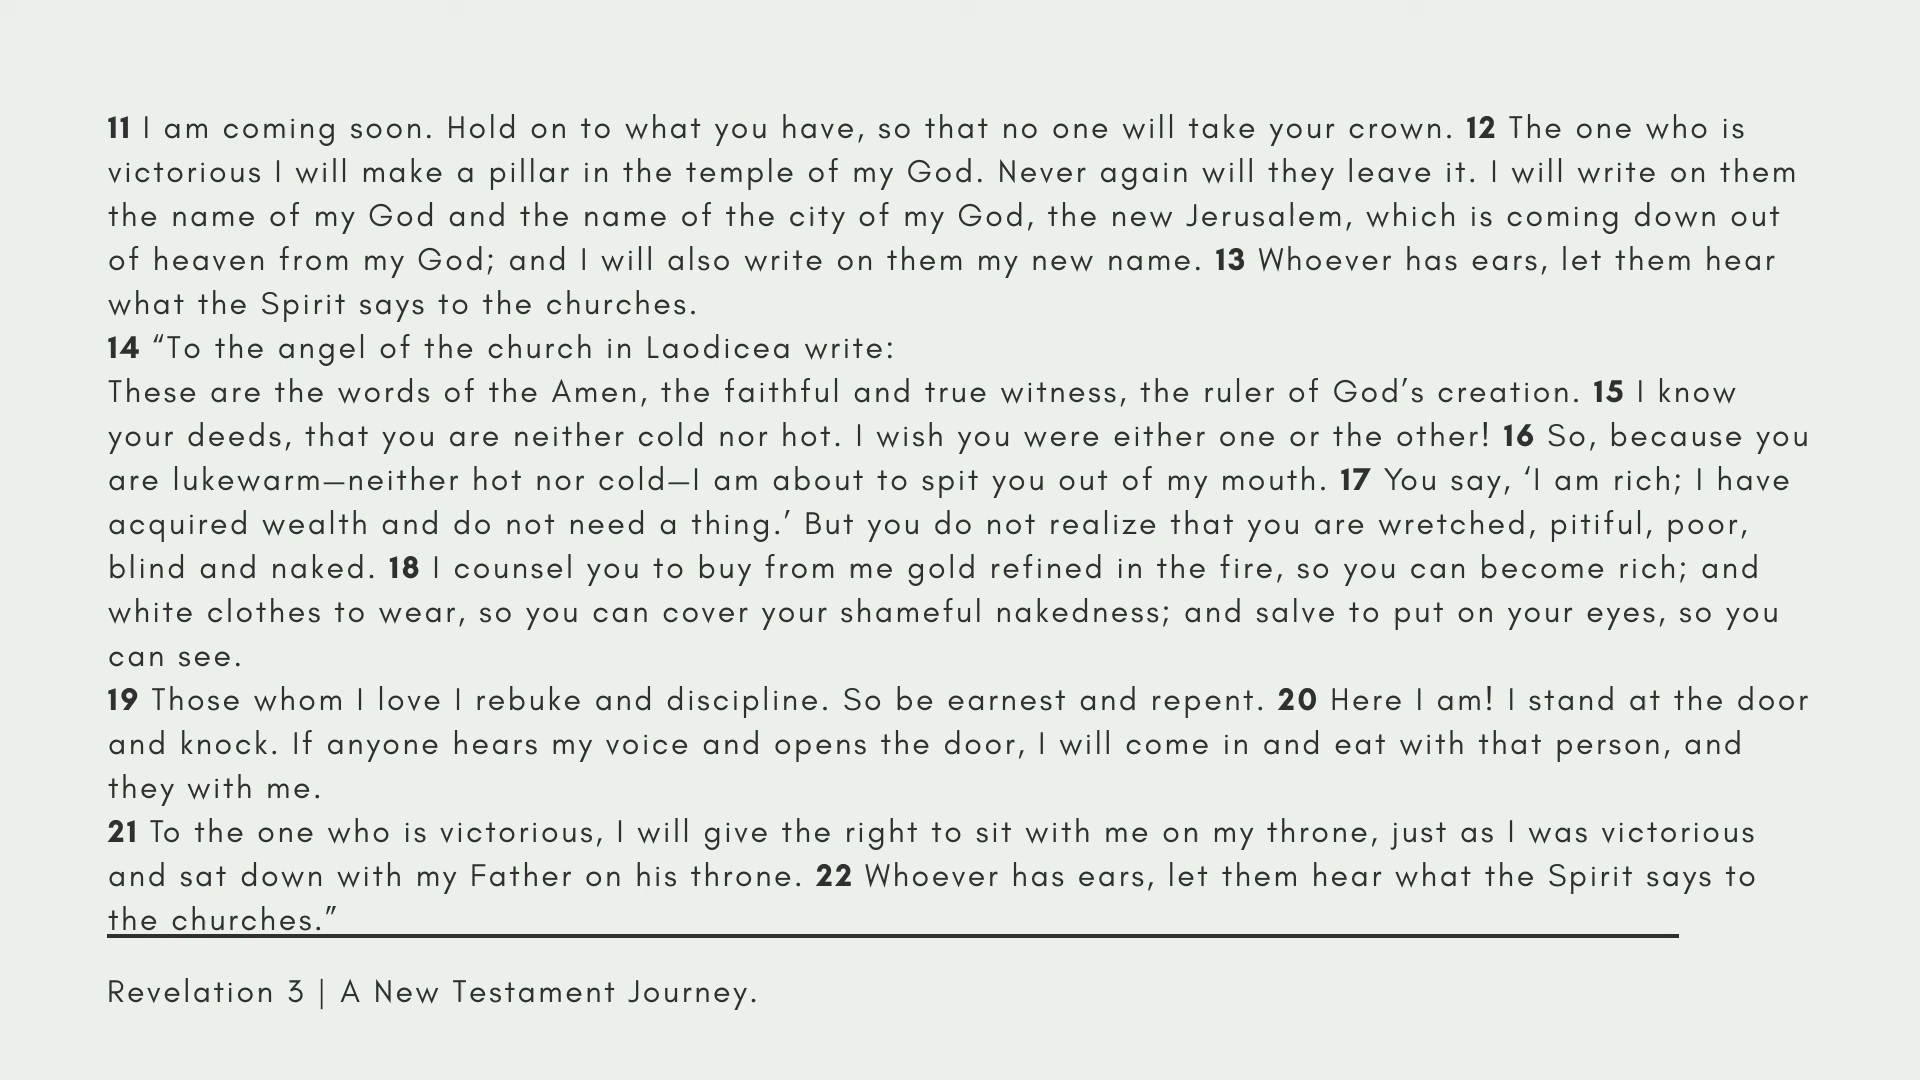 11 I am coming soon. Hold on to what you have, so that no one will take your crown. 12 The one who is
victorious I will make a pillar in the temple of my God. Never again will they leave it. I will write on them
the name of my God and the name of the city of my God, the new Jerusalem, which is coming down out
of heaven from my God; and I will also write on them my new name. 13 Whoever has ears, let them hear
what the Spirit says to the churches.
14 “To the angel of the church in Laodicea write:
These are the words of the Amen, the faithful and true witness, the ruler of God’s creation. 15 I know
your deeds, that you are neither cold nor hot. I wish you were either one or the other! 16 So, because you
are lukewarm—neither hot nor cold—I am about to spit you out of my mouth. 17 You say, ‘I am rich; I have
acquired wealth and do not need a thing.’ But you do not realize that you are wretched, pitiful, poor,
blind and naked. 18 I counsel you to buy from me gold refined in the fire, so you can become rich; and
white clothes to wear, so you can cover your shameful nakedness; and salve to put on your eyes, so you
can see.
19 Those whom I love I rebuke and discipline. So be earnest and repent. 20 Here I am! I stand at the door
and knock. If anyone hears my voice and opens the door, I will come in and eat with that person, and
they with me.
21 To the one who is victorious, I will give the right to sit with me on my throne, just as I was victorious
and sat down with my Father on his throne. 22 Whoever has ears, let them hear what the Spirit says to
the churches.”
Revelation 3 | A New Testament Journey.